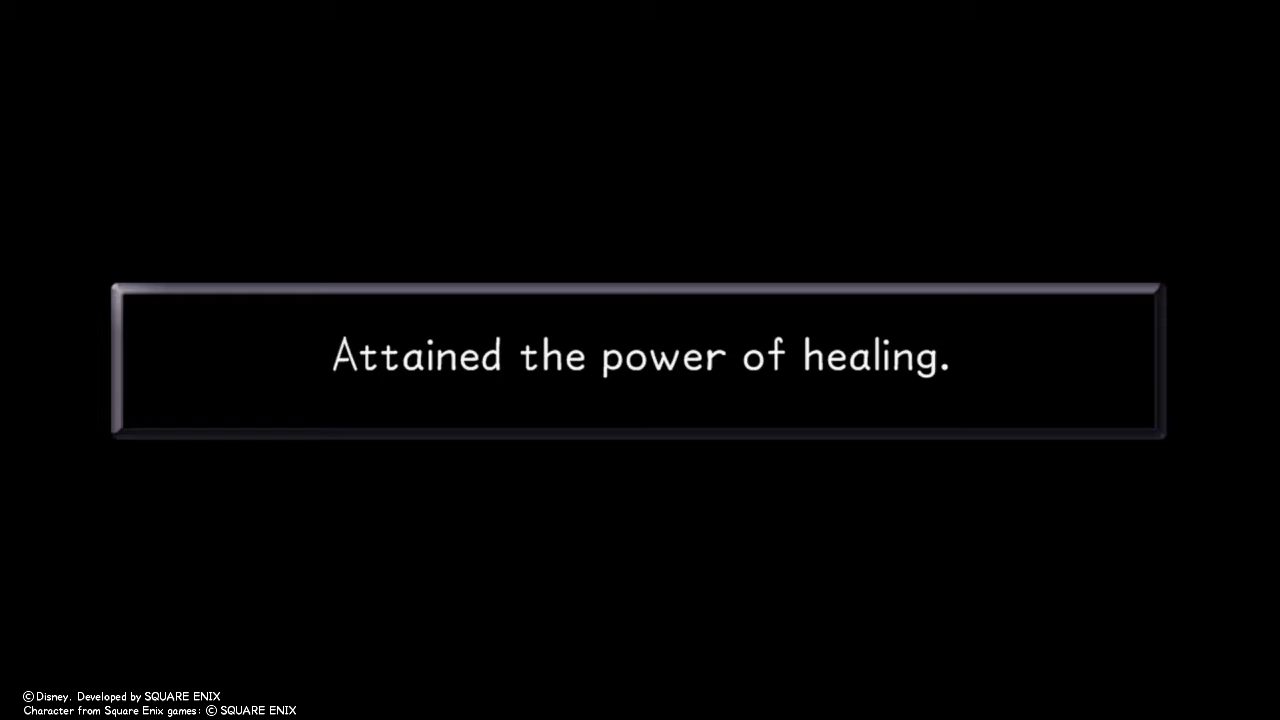 Attained the power of healing.
©Disney. Developed by SQUARE ENIX
Character from Square Enix games: © SQUARE ENIX